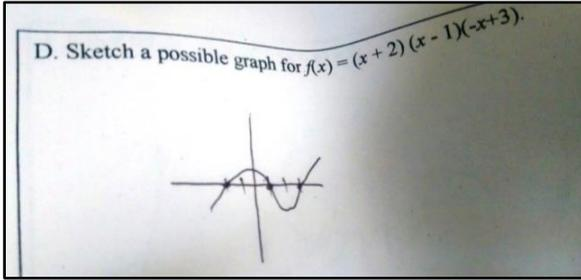 D. Sketch a possible graph for f(x) = (x + 2) (x - 1)(-x+3).